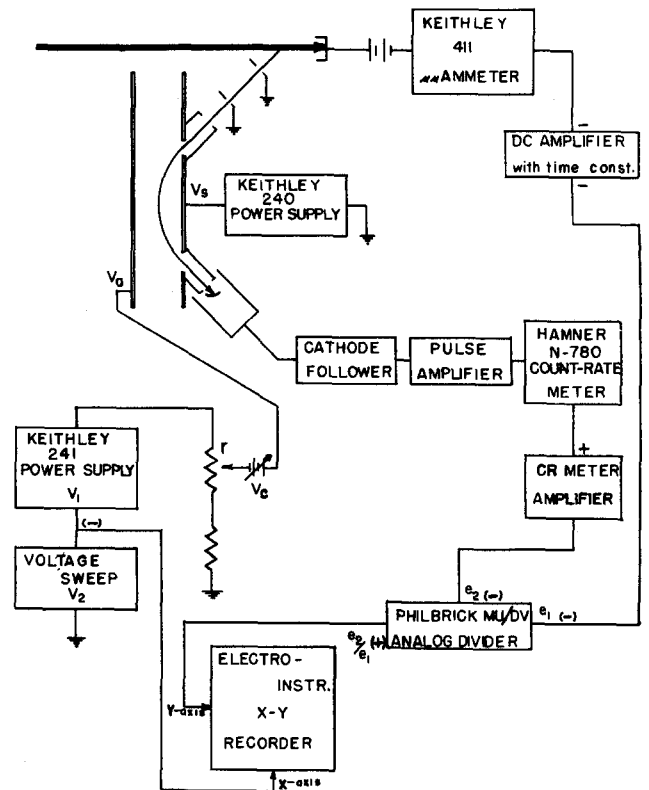 KEITHLEY
411
μμAMMETER
DC AMPLIFIER
with time const.
KEITHLEY
240
POWER SUPPLY
Vs
Va
CATHODE
FOLLOWER
PULSE
AMPLIFIER
HAMNER
N-780
COUNT-RATE
METER
KEITHLEY
241
POWER SUPPLY
V1
r
Vc
+
CR METER
AMPLIFIER
(-)
VOLTAGE
SWEEP
V2
e2 (-)
e1 (-)
PHILBRICK MU/DV
ANALOG DIVIDER
e2/e1 (+)
ELECTRO-
INSTR.
X-Y
RECORDER
Y-axis
X-axis